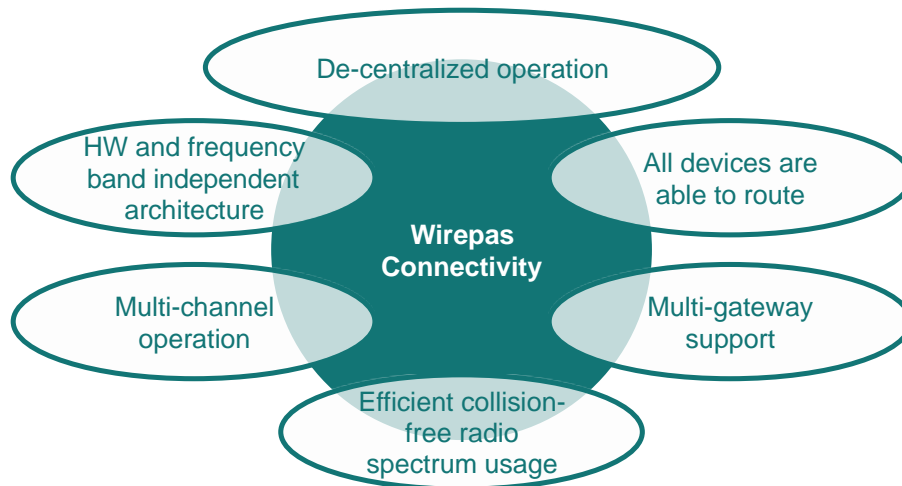 De-centralized operation
HW and frequency
band independent
architecture
All devices are
able to route
Wirepas
Connectivity
Multi-channel
operation
Multi-gateway
support
Efficient collision-
free radio
spectrum usage